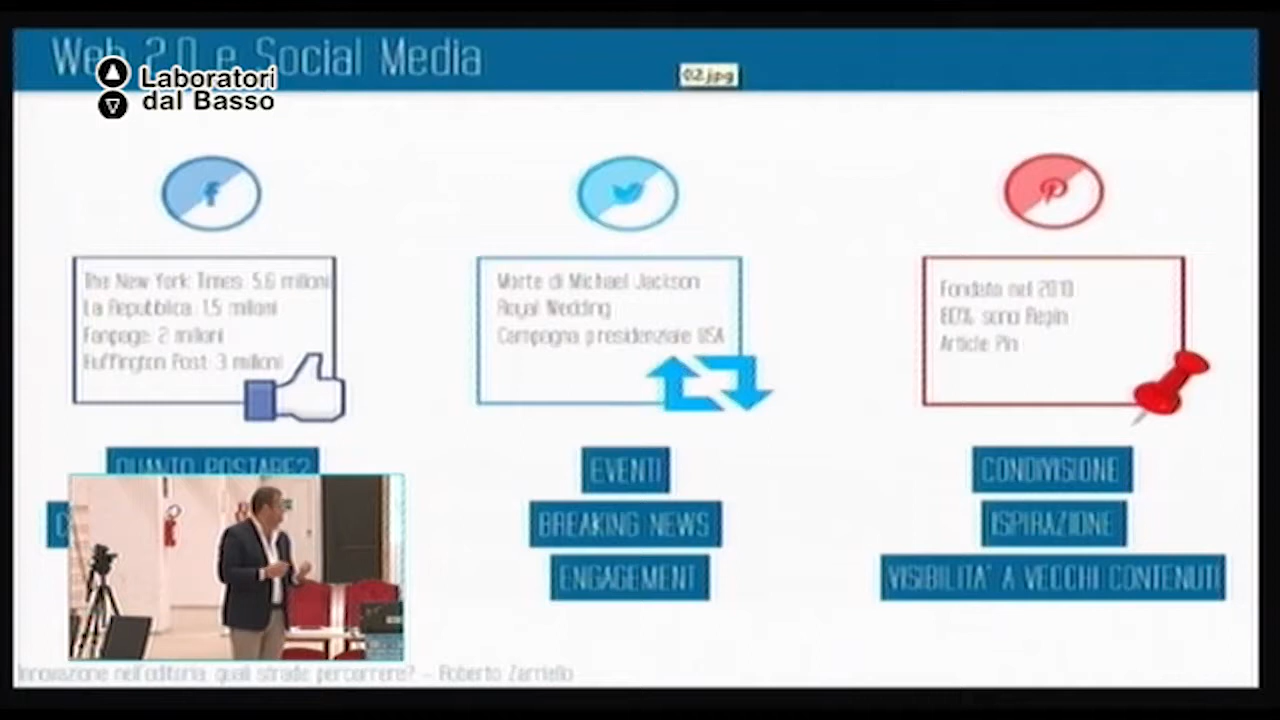 Web 2.0 e Social Media
Laboratori
dal Basso
02.jpg
The New York Times: 5.6 milioni
La Repubblica: 1.5 milioni
Fanpage: 2 milioni
Huffington Post: 3 milioni
Morte di Michael Jackson
Royal Wedding
Campagna presidenziale USA
Fondato nel 2010
80% sono Repin
Article Pin
QUANTO POSTARE?
EVENTI
BREAKING NEWS
ENGAGEMENT
CONDIVISIONE
ISPIRAZIONE
VISIBILITA' A VECCHI CONTENUTI
Innovazione nell'editoria: quali strade percorrere? - Roberto Zarriello